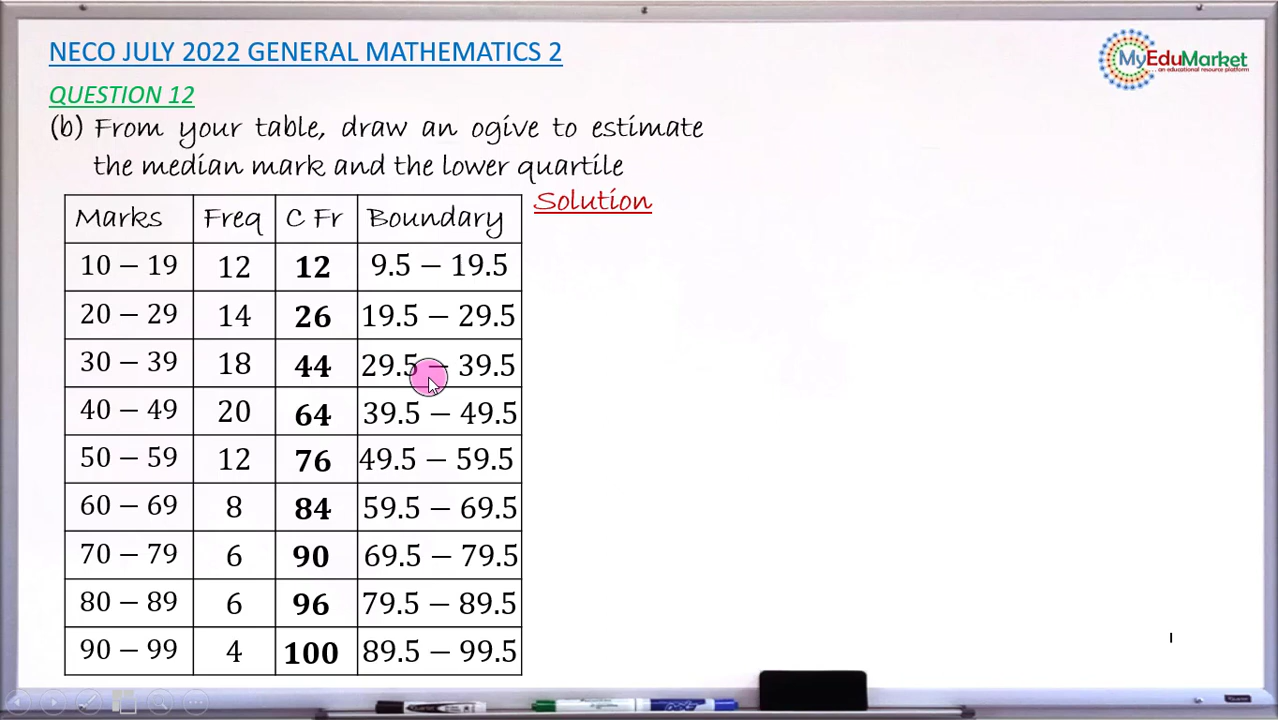 NECO JULY 2022 GENERAL MATHEMATICS 2
MyEduMarket
...an educational resource platform
QUESTION 12
(b) From your table, draw an ogive to estimate
the median mark and the lower quartile
Solution
Marks Freq C Fr Boundary
10 – 19 12 12 9.5 – 19.5
20 – 29 14 26 19.5 – 29.5
30 – 39 18 44 29.5 – 39.5
40 – 49 20 64 39.5 – 49.5
50 – 59 12 76 49.5 – 59.5
60 – 69 8 84 59.5 – 69.5
70 – 79 6 90 69.5 – 79.5
80 – 89 6 96 79.5 – 89.5
90 – 99 4 100 89.5 – 99.5